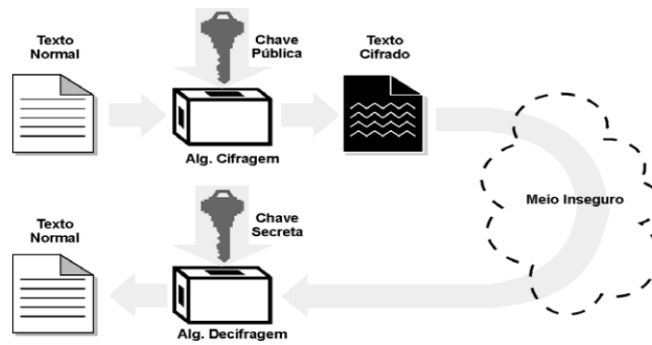 Texto
Normal
Chave
Pública
Texto
Cifrado
Alg. Cifragem
Meio Inseguro
Texto
Normal
Chave
Secreta
Alg. Decifragem